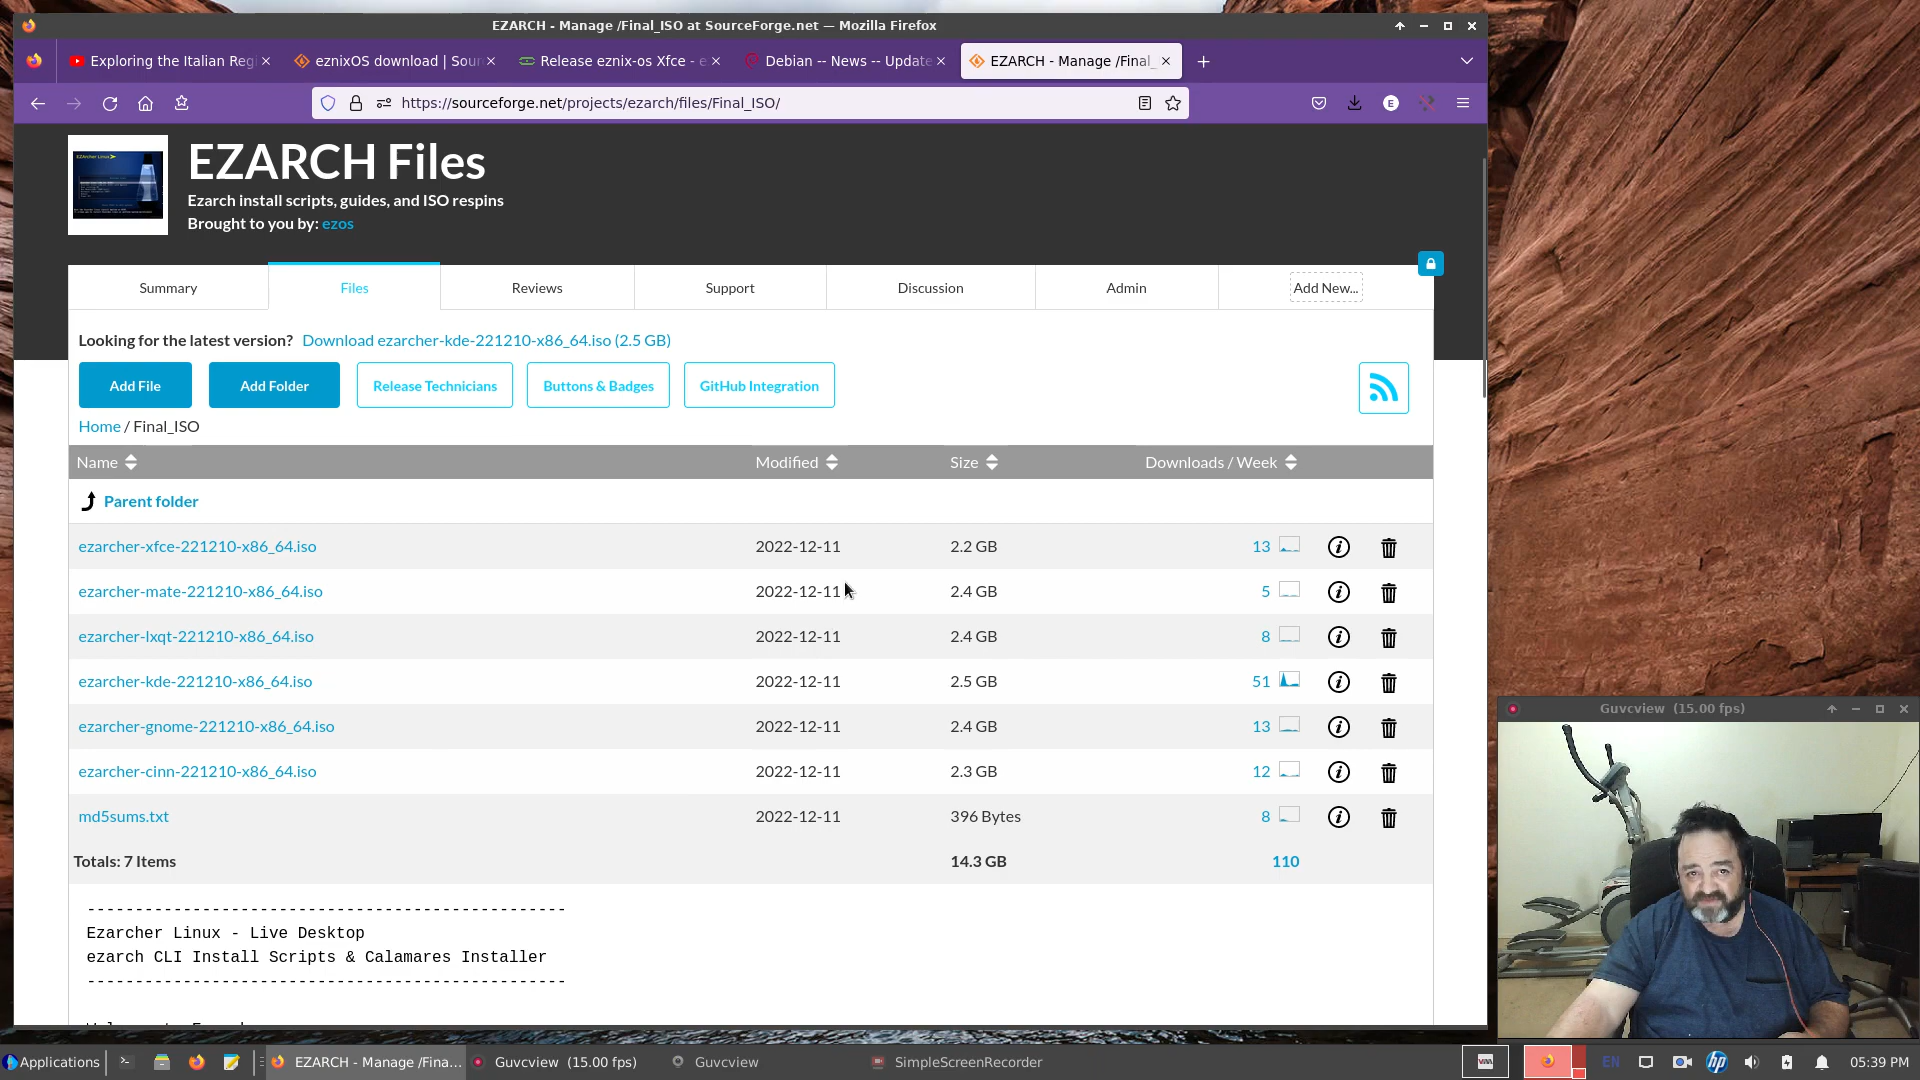 EZARCH - Manage /Final_ISO at SourceForge.net — Mozilla Firefox
Exploring the Italian Regi
eznixOS download | Sour
Release eznix-os Xfce - e
Debian -- News -- Update
EZARCH - Manage /Final_
https://sourceforge.net/projects/ezarch/files/Final_ISO/
E
EZARCH Files
Ezarch install scripts, guides, and ISO respins
Brought to you by: ezos
Summary
Files
Reviews
Support
Discussion
Admin
Add New...
Looking for the latest version? Download ezarcher-kde-221210-x86_64.iso (2.5 GB)
Add File
Add Folder
Release Technicians
Buttons & Badges
GitHub Integration
Home / Final_ISO
Name Modified Size Downloads / Week
Parent folder
ezarcher-xfce-221210-x86_64.iso 2022-12-11 2.2 GB 13
ezarcher-mate-221210-x86_64.iso 2022-12-11 2.4 GB 5
ezarcher-lxqt-221210-x86_64.iso 2022-12-11 2.4 GB 8
ezarcher-kde-221210-x86_64.iso 2022-12-11 2.5 GB 51
ezarcher-gnome-221210-x86_64.iso 2022-12-11 2.4 GB 13
ezarcher-cinn-221210-x86_64.iso 2022-12-11 2.3 GB 12
md5sums.txt 2022-12-11 396 Bytes 8
Totals: 7 Items 14.3 GB 110
--------------------------------------------------
Ezarcher Linux - Live Desktop
ezarch CLI Install Scripts & Calamares Installer
--------------------------------------------------
Guvcview (15.00 fps)
Applications
EZARCH - Manage /Fina...
Guvcview (15.00 fps)
Guvcview
SimpleScreenRecorder
EN
hp
05:39 PM